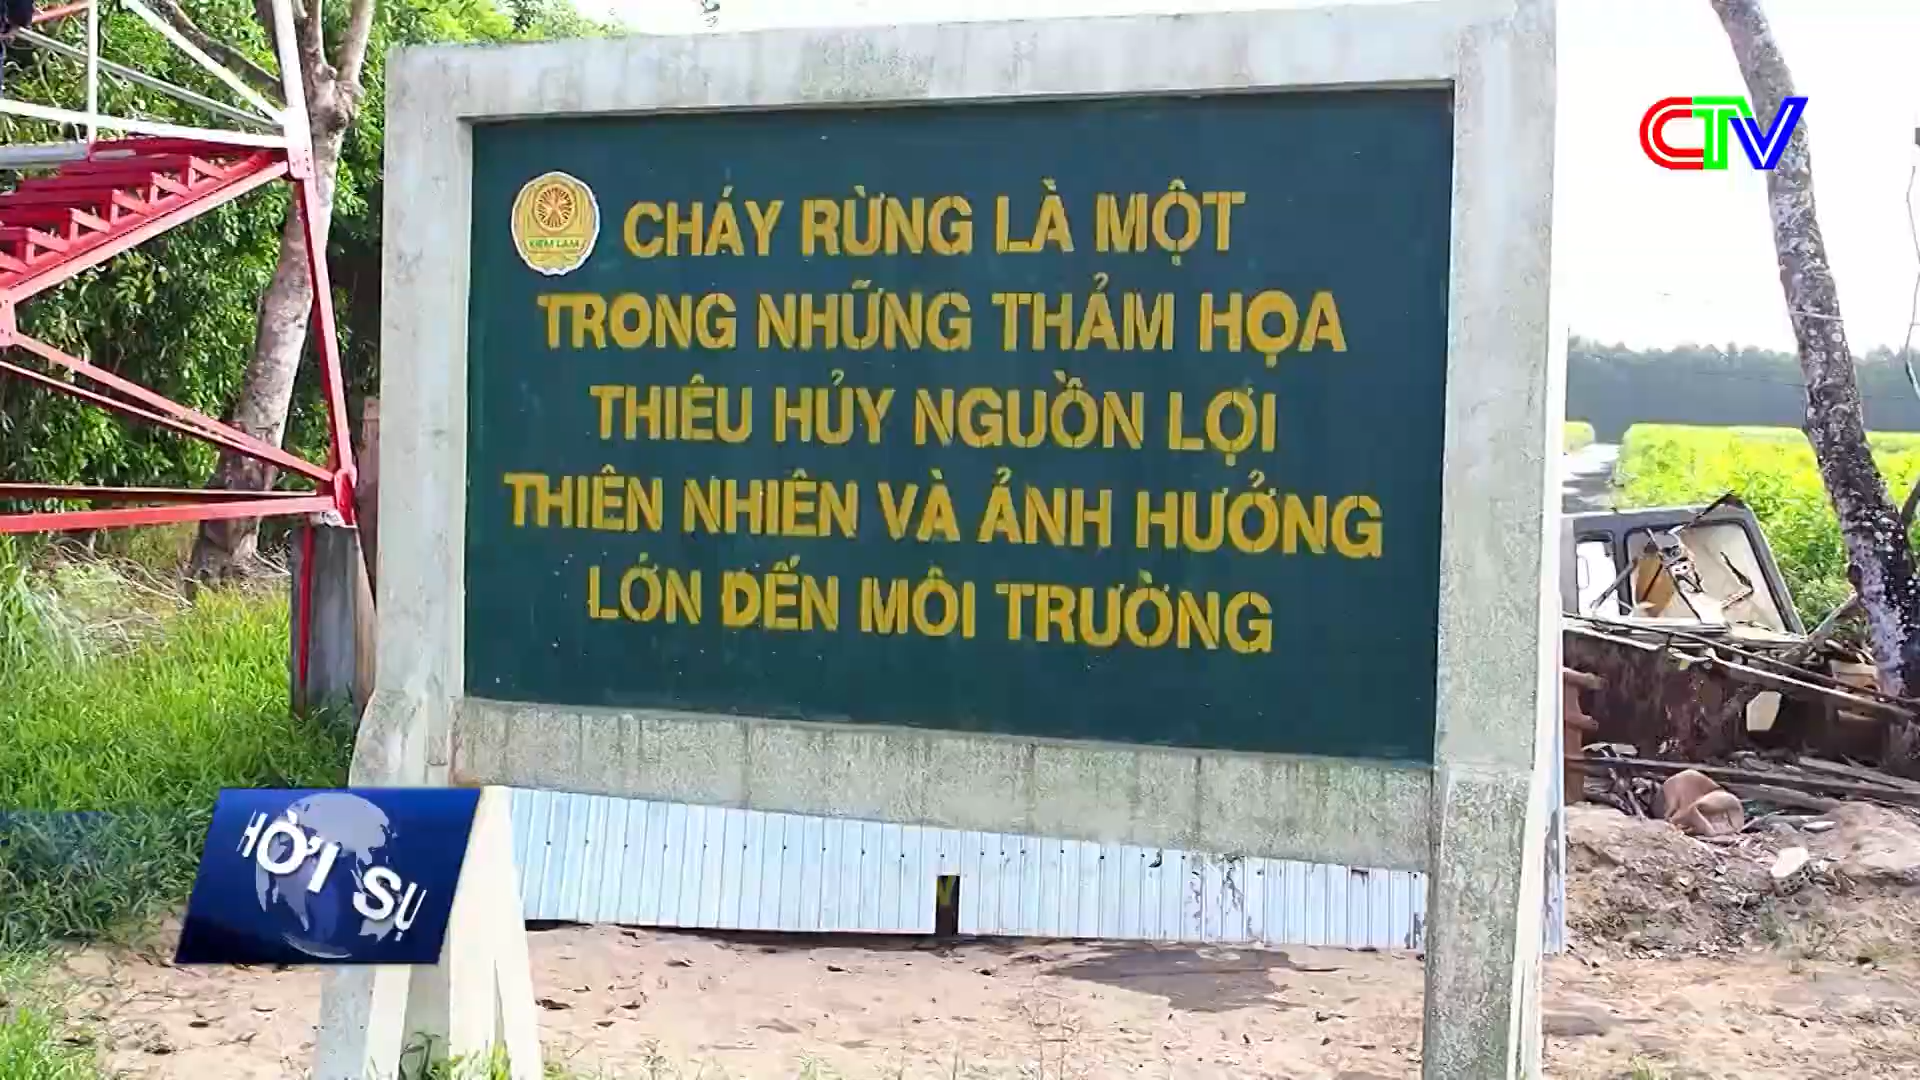 CTV
KIỂM LÂM
CHÁY RỪNG LÀ MỘT
TRONG NHỮNG THẢM HỌA
THIÊU HỦY NGUỒN LỢI
THIÊN NHIÊN VÀ ẢNH HƯỞNG
LỚN ĐẾN MÔI TRƯỜNG
HỜI SỰ